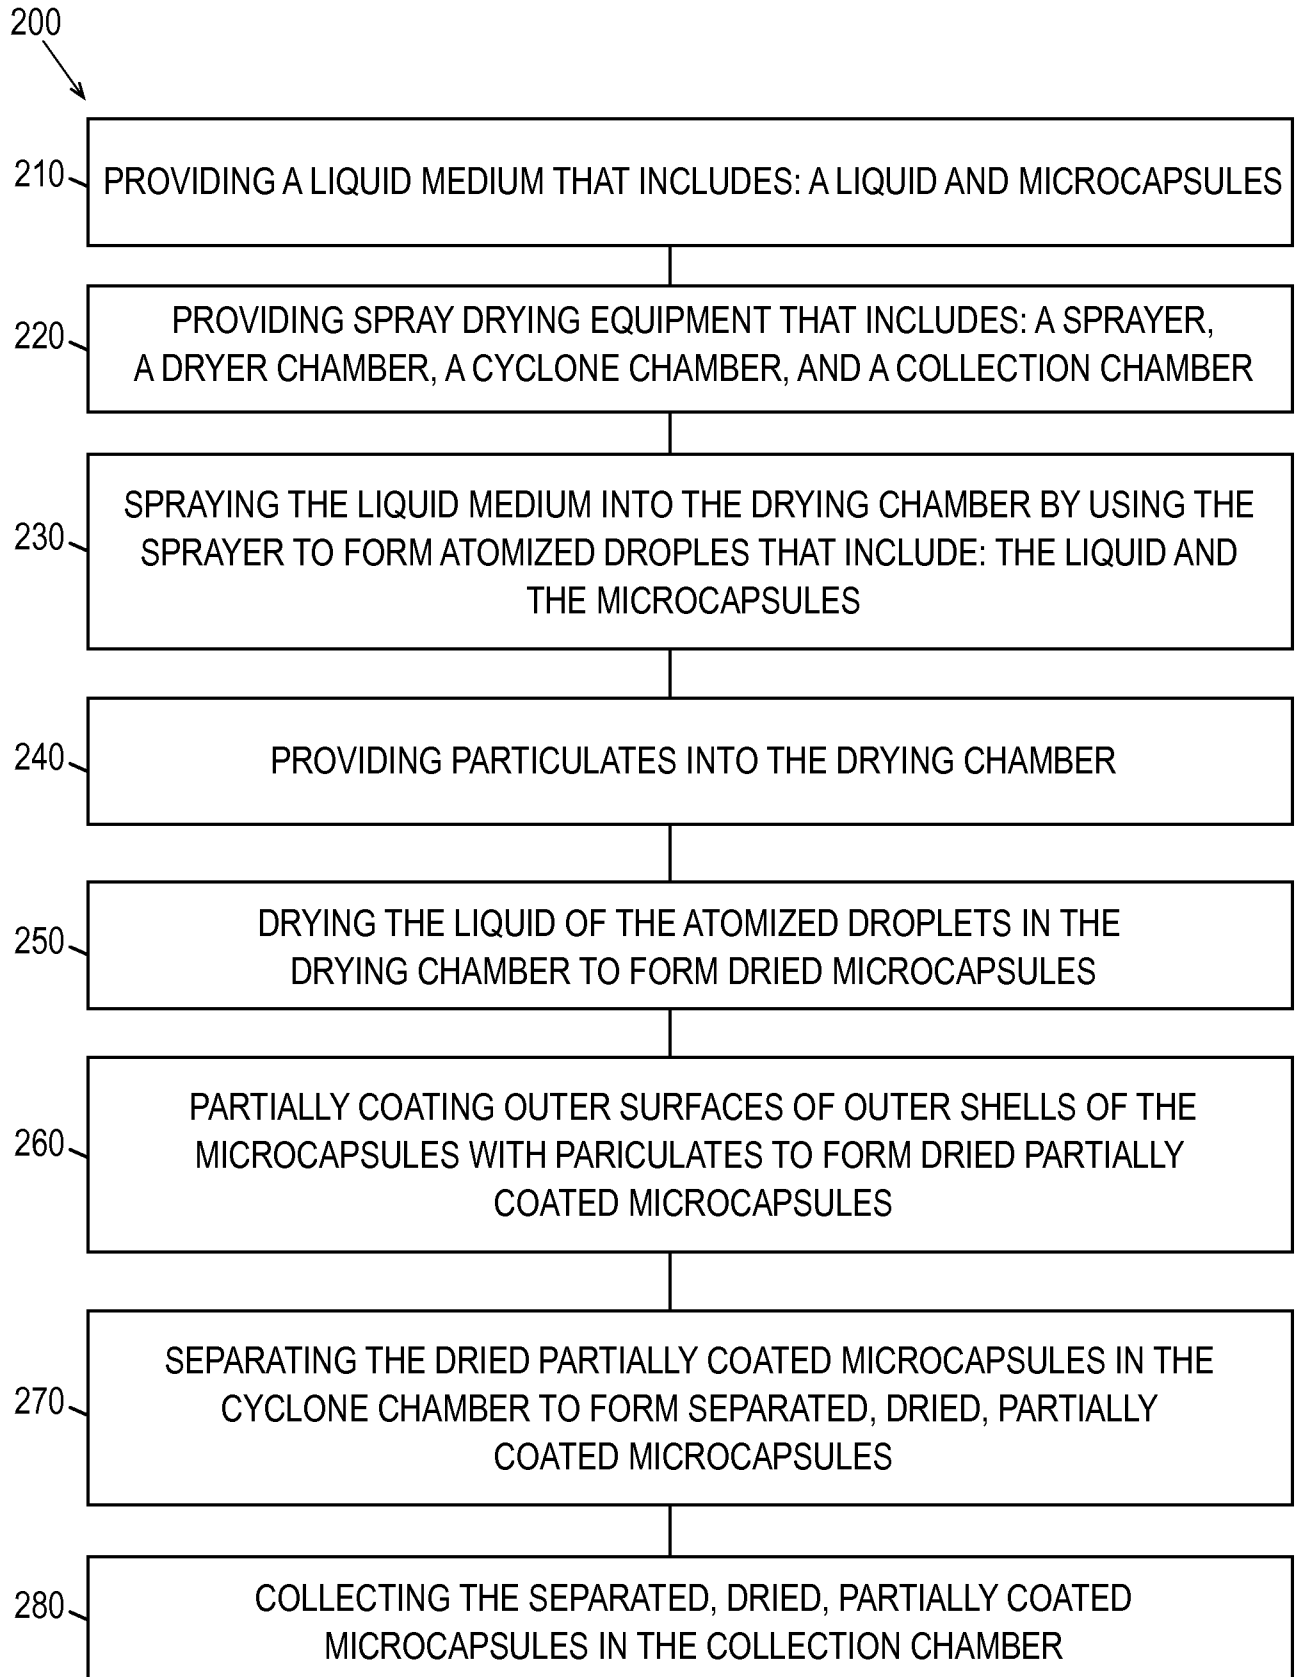 200
210
PROVIDING A LIQUID MEDIUM THAT INCLUDES: A LIQUID AND MICROCAPSULES
220
PROVIDING SPRAY DRYING EQUIPMENT THAT INCLUDES: A SPRAYER,
A DRYER CHAMBER, A CYCLONE CHAMBER, AND A COLLECTION CHAMBER
230
SPRAYING THE LIQUID MEDIUM INTO THE DRYING CHAMBER BY USING THE
SPRAYER TO FORM ATOMIZED DROPLES THAT INCLUDE: THE LIQUID AND
THE MICROCAPSULES
240
PROVIDING PARTICULATES INTO THE DRYING CHAMBER
250
DRYING THE LIQUID OF THE ATOMIZED DROPLETS IN THE
DRYING CHAMBER TO FORM DRIED MICROCAPSULES
260
PARTIALLY COATING OUTER SURFACES OF OUTER SHELLS OF THE
MICROCAPSULES WITH PARICULATES TO FORM DRIED PARTIALLY
COATED MICROCAPSULES
270
SEPARATING THE DRIED PARTIALLY COATED MICROCAPSULES IN THE
CYCLONE CHAMBER TO FORM SEPARATED, DRIED, PARTIALLY
COATED MICROCAPSULES
280
COLLECTING THE SEPARATED, DRIED, PARTIALLY COATED
MICROCAPSULES IN THE COLLECTION CHAMBER